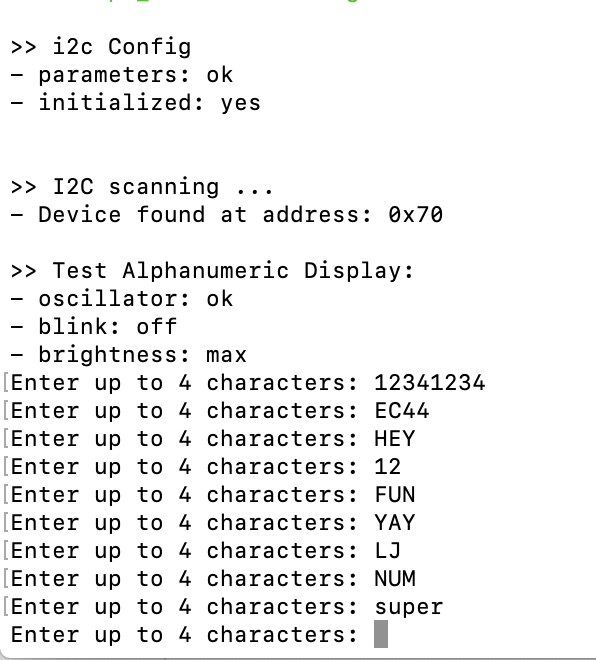 >> i2c Config
– parameters: ok
– initialized: yes
>> I2C scanning ...
– Device found at address: 0x70
>> Test Alphanumeric Display:
– oscillator: ok
– blink: off
– brightness: max
[Enter up to 4 characters: 12341234
[Enter up to 4 characters: EC44
[Enter up to 4 characters: HEY
[Enter up to 4 characters: 12
[Enter up to 4 characters: FUN
[Enter up to 4 characters: YAY
[Enter up to 4 characters: LJ
[Enter up to 4 characters: NUM
[Enter up to 4 characters: super
Enter up to 4 characters: